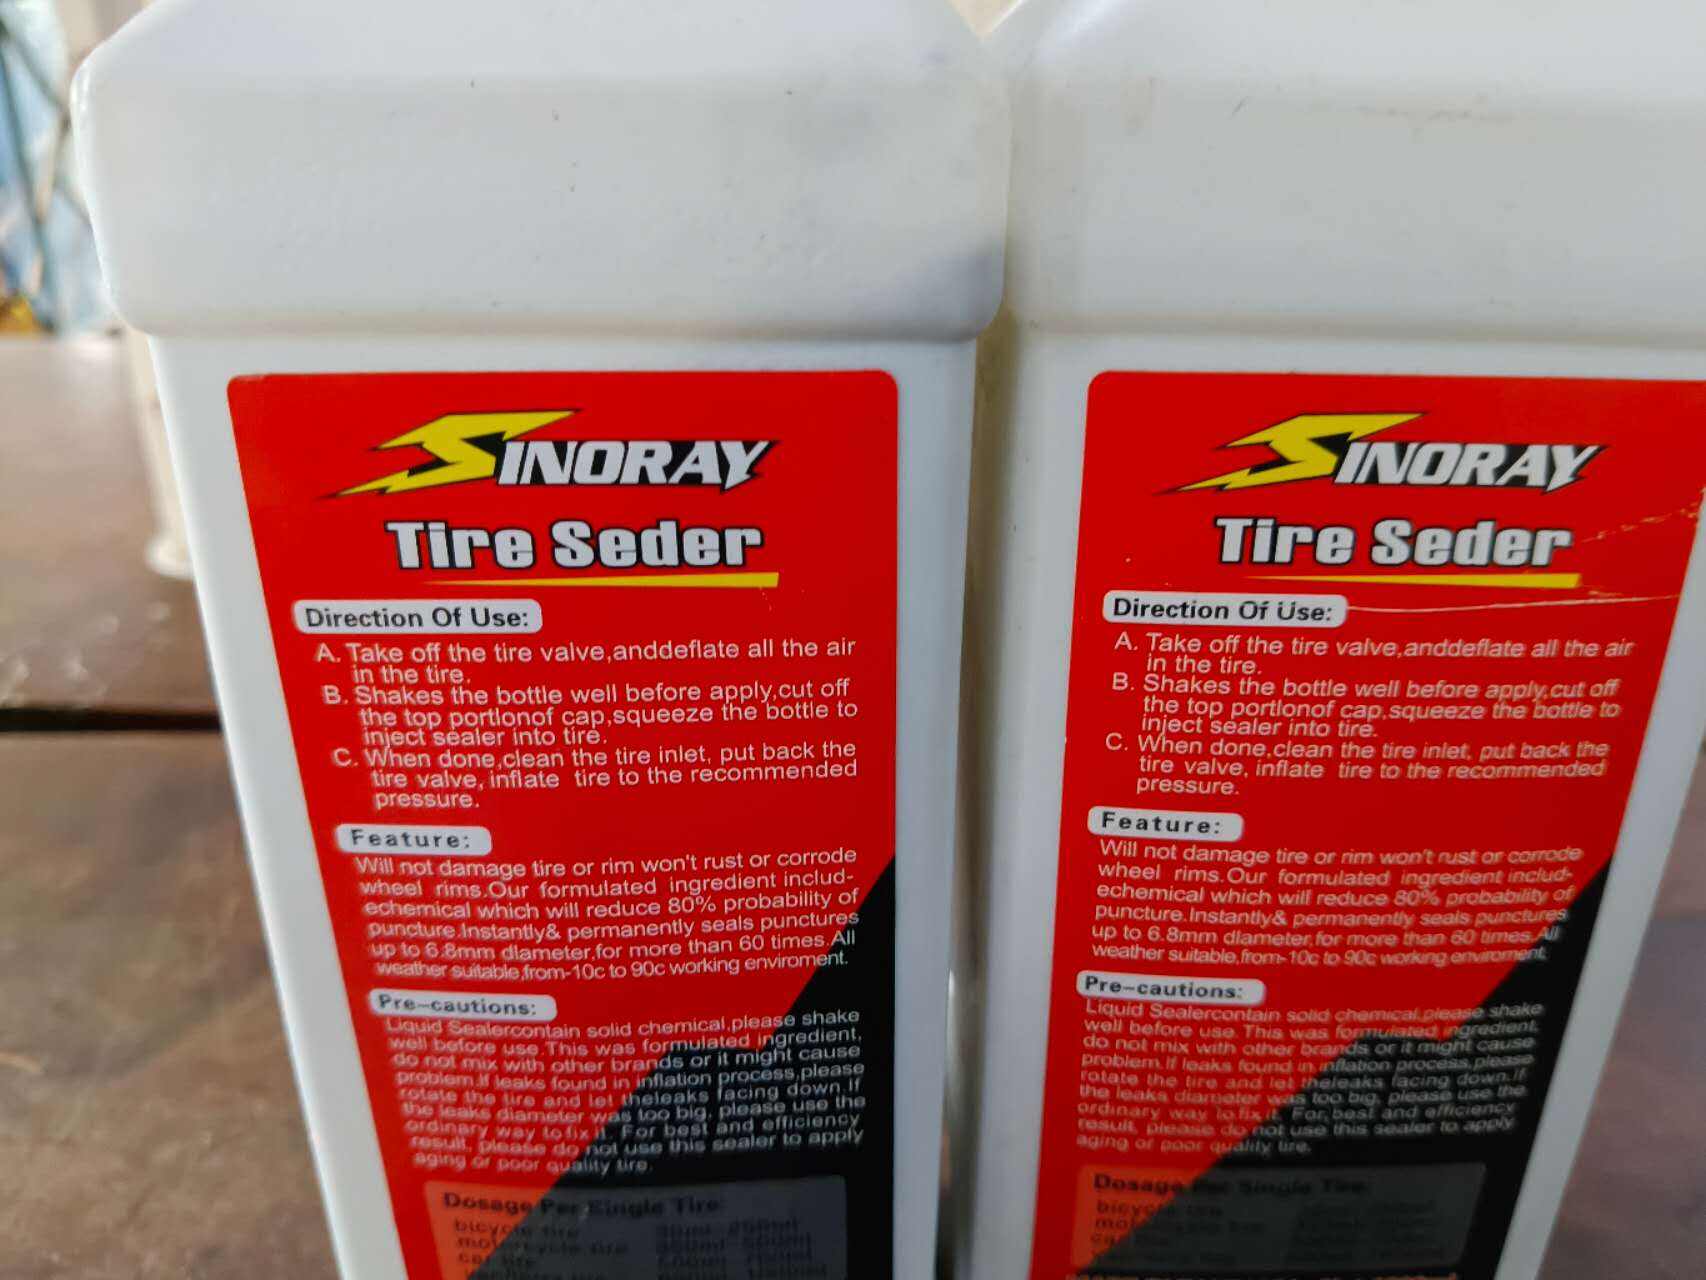 SINORAY
Tire Seder
Direction Of Use:
A. Take off the tire valve,anddeflate all the air
in the tire.
B. Shakes the bottle well before apply,cut off
the top portlonof cap,squeeze the bottle to
inject sealer into tire.
C. When done,clean the tire inlet, put back the
tire valve, inflate tire to the recommended
pressure.
Feature:
Will not damage tire or rim won't rust or corrode
wheel rims.Our formulated ingredient includ-
echemical which will reduce 80% probability of
puncture.Instantly& permanently seals punctures
up to 6.8mm dlameter,for more than 60 times.All
weather suitable,from-10c to 90c working enviroment.
Pre-cautions:
Liquid Sealercontain solid chemical,please shake
well before use.This was formulated ingredient,
do not mix with other brands or it might cause
problem.If leaks found in inflation process,please
rotate the tire and let theleaks facing down.If
the leaks diameter was too big, please use the
ordinary way to fix it. For best and efficiency
result, please do not use this sealer to apply
aging or poor quality tire.
Dosage Per Single Tire:
bicycle tire
motorcycle tire
car tire
SINORAY
Tire Seder
Direction Of Use:
A. Take off the tire valve,anddeflate all the air
in the tire.
B. Shakes the bottle well before apply,cut off
the top portlonof cap,squeeze the bottle to
inject sealer into tire.
C. When done,clean the tire inlet, put back the
tire valve, inflate tire to the recommended
pressure.
Feature:
Will not damage tire or rim won't rust or corrode
wheel rims.Our formulated ingredient includ-
echemical which will reduce 80% probability of
puncture.Instantly& permanently seals punctures
up to 6.8mm dlameter,for more than 60 times.All
weather suitable,from-10c to 90c working enviroment.
Pre-cautions:
Liquid Sealercontain solid chemical,please shake
well before use.This was formulated ingredient,
do not mix with other brands or it might cause
problem.If leaks found in inflation process,please
rotate the tire and let theleaks facing down.If
the leaks diameter was too big, please use the
ordinary way to fix it. For best and efficiency
result, please do not use this sealer to apply
aging or poor quality tire.
Dosage Per Single Tire:
bicycle tire
motorcycle tire
car tire